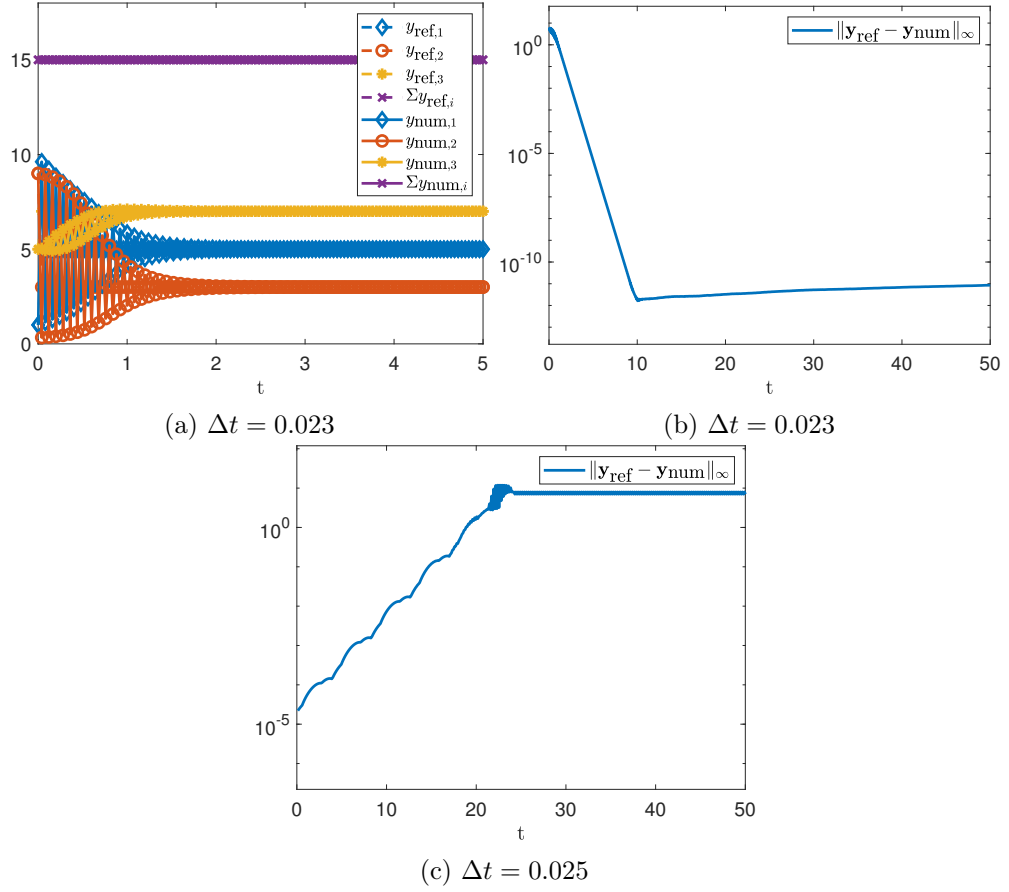 15
10
5
0
0 1 2 3 4 5
t
y_ref,1
y_ref,2
y_ref,3
Σy_ref,i
y_num,1
y_num,2
y_num,3
Σy_num,i
(a) Δt = 0.023
10^0
10^-5
10^-10
0 10 20 30 40 50
t
‖y_ref − y_num‖_∞
(b) Δt = 0.023
10^0
10^-5
0 10 20 30 40 50
t
‖y_ref − y_num‖_∞
(c) Δt = 0.025